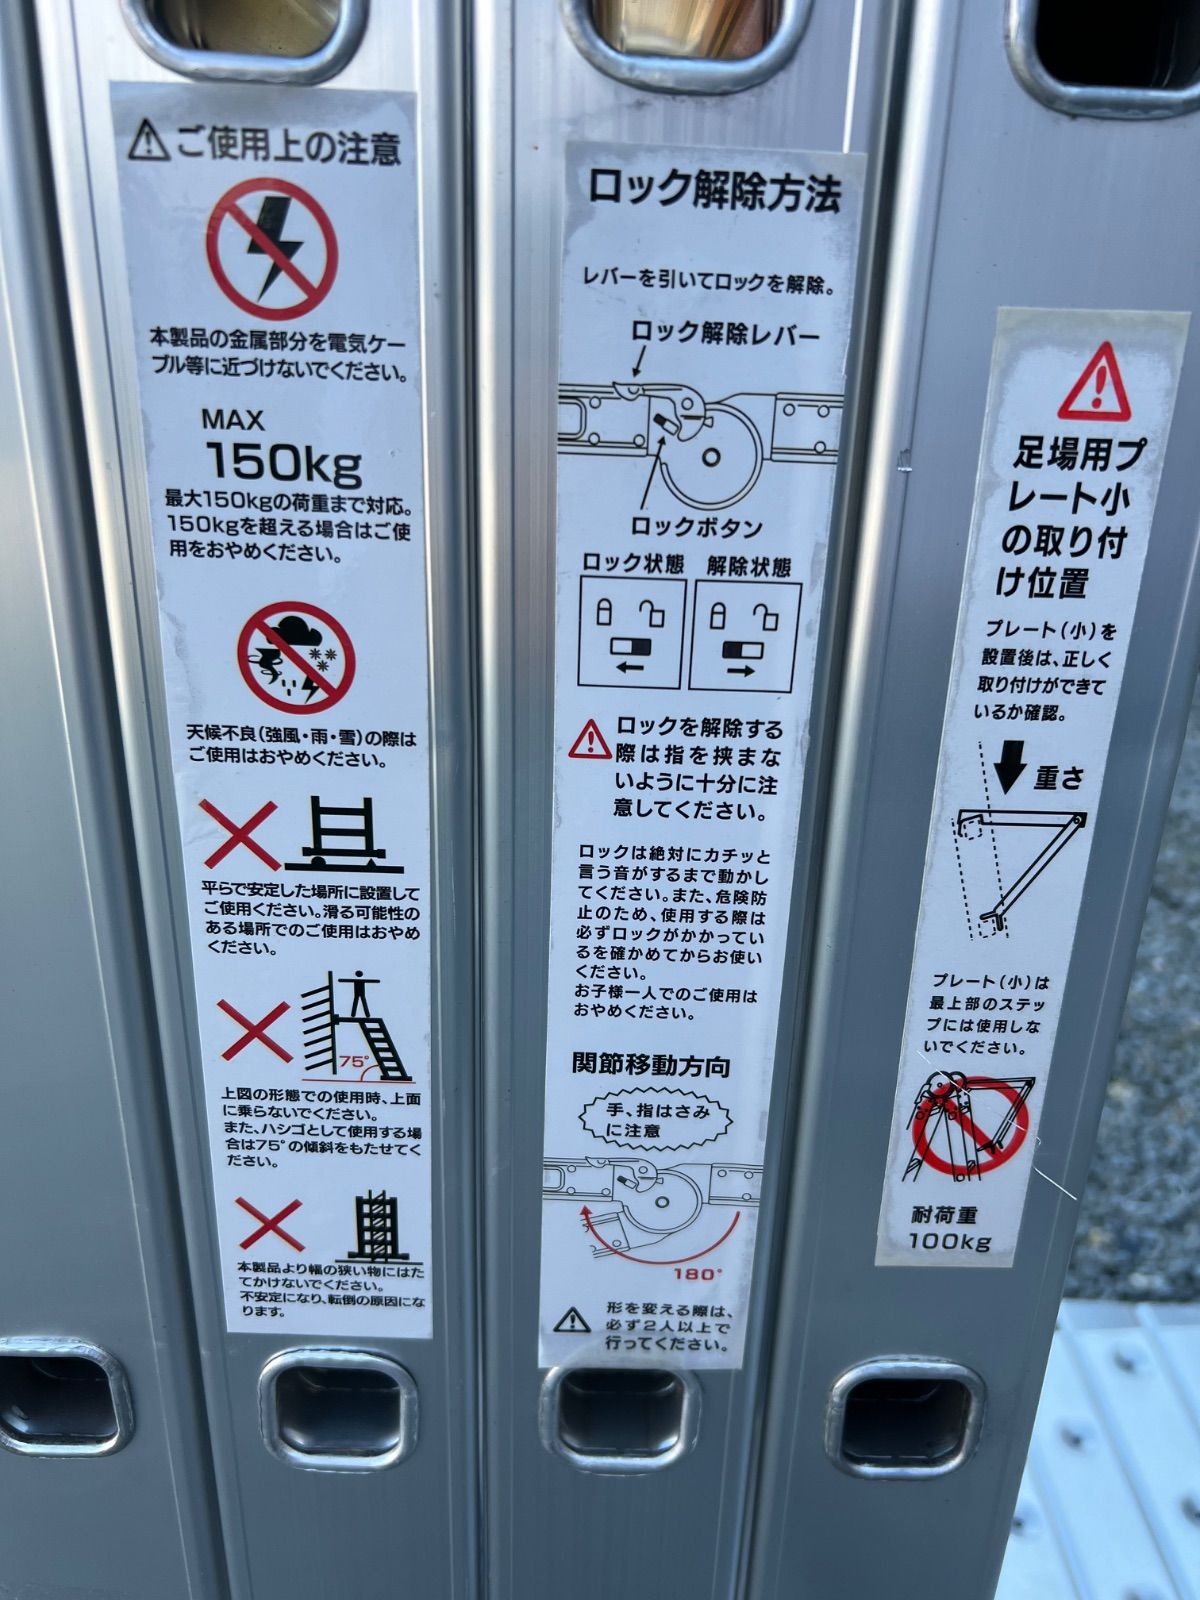 ご使用上の注意
本製品の金属部分を電気ケー
ブル等に近づけないでください。
MAX
150kg
最大150kgの荷重まで対応。
150kgを超える場合はご使
用をおやめください。
天候不良(強風・雨・雪)の際は
ご使用はおやめください。
平らで安定した場所に設置して
ご使用ください。滑る可能性の
ある場所でのご使用はおやめ
ください。
75°
上図の形態での使用時、上面
に乗らないでください。
また、ハシゴとして使用する場
合は75°の傾斜をもたせてく
ださい。
本製品より幅の狭い物にはた
てかけないでください。
不安定になり、転倒の原因にな
ります。
ロック解除方法
レバーを引いてロックを解除。
ロック解除レバー
ロックボタン
ロック状態 解除状態
ロックを解除する
際は指を挟まな
いように十分に注
意してください。
ロックは絶対にカチッと
言う音がするまで動かし
てください。また、危険防
止のため、使用する際は
必ずロックがかかってい
るを確かめてからお使い
ください。
お子様一人でのご使用は
おやめください。
関節移動方向
手、指はさみ
に注意
180°
形を変える際は、
必ず2人以上で
行ってください。
足場用プ
レート小
の取り付
け位置
プレート(小)を
設置後は、正しく
取り付けができて
いるか確認。
重さ
プレート(小)は
最上部のステッ
プには使用しな
いでください。
耐荷重
100kg